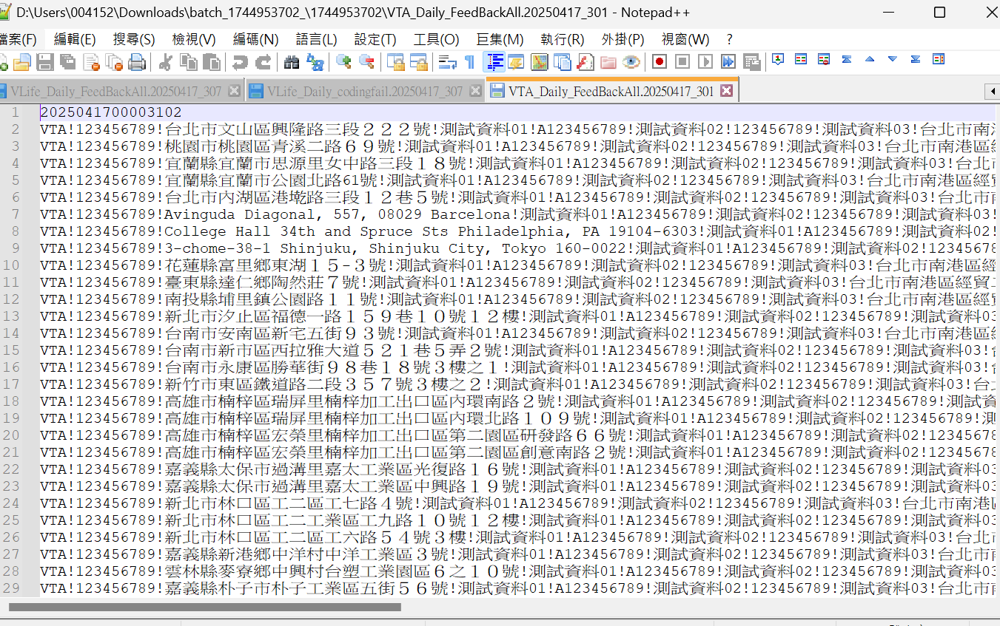 D:\Users\004152\Downloads\batch_1744953702_\1744953702\VTA_Daily_FeedBackAll.20250417_301 - Notepad++
檔案(F) 編輯(E) 搜尋(S) 檢視(V) 編碼(N) 語言(L) 設定(T) 工具(O) 巨集(M) 執行(R) 外掛(P) 視窗(W) ?
VLife_Daily_FeedBackAll.20250417_307 VLife_Daily_codingfail.20250417_307 VTA_Daily_FeedBackAll.20250417_301
1 2025041700003102
2 VTA!123456789!台北市文山區興隆路三段２２２號!測試資料01!A123456789!測試資料02!123456789!測試資料03!台北市南港
3 VTA!123456789!桃園市桃園區青溪二路６９號!測試資料01!A123456789!測試資料02!123456789!測試資料03!台北市南港區經
4 VTA!123456789!宜蘭縣宜蘭市思源里女中路三段１８號!測試資料01!A123456789!測試資料02!123456789!測試資料03!台北市
5 VTA!123456789!宜蘭縣宜蘭市公園北路61號!測試資料01!A123456789!測試資料02!123456789!測試資料03!台北市南港區經貿
6 VTA!123456789!台北市內湖區港墘路三段１２巷５號!測試資料01!A123456789!測試資料02!123456789!測試資料03!台北市南
7 VTA!123456789!Avinguda Diagonal, 557, 08029 Barcelona!測試資料01!A123456789!測試資料02!123456789!測試資料03!
8 VTA!123456789!College Hall 34th and Spruce Sts Philadelphia, PA 19104-6303!測試資料01!A123456789!測試資料02!
9 VTA!123456789!3-chome-38-1 Shinjuku, Shinjuku City, Tokyo 160-0022!測試資料01!A123456789!測試資料02!123456789
10 VTA!123456789!花蓮縣富里鄉東湖１５-３號!測試資料01!A123456789!測試資料02!123456789!測試資料03!台北市南港區經
11 VTA!123456789!臺東縣達仁鄉陶然莊７號!測試資料01!A123456789!測試資料02!123456789!測試資料03!台北市南港區經貿二
12 VTA!123456789!南投縣埔里鎮公園路１１號!測試資料01!A123456789!測試資料02!123456789!測試資料03!台北市南港區經貿
13 VTA!123456789!新北市汐止區福德一路１５９巷１０號１２樓!測試資料01!A123456789!測試資料02!123456789!測試資料03
14 VTA!123456789!台南市安南區新宅五街９３號!測試資料01!A123456789!測試資料02!123456789!測試資料03!台北市南港區經
15 VTA!123456789!台南市新市區西拉雅大道５２１巷５弄２號!測試資料01!A123456789!測試資料02!123456789!測試資料03!台
16 VTA!123456789!台南市永康區勝華街９８巷１８號３樓之１!測試資料01!A123456789!測試資料02!123456789!測試資料03!台
17 VTA!123456789!新竹市東區鐵道路二段３５７號３樓之２!測試資料01!A123456789!測試資料02!123456789!測試資料03!台北
18 VTA!123456789!高雄市楠梓區瑞屏里楠梓加工出口區內環南路２號!測試資料01!A123456789!測試資料02!123456789!測試資料
19 VTA!123456789!高雄市楠梓區瑞屏里楠梓加工出口區內環北路１０９號!測試資料01!A123456789!測試資料02!123456789!測試
20 VTA!123456789!高雄市楠梓區宏榮里楠梓加工出口區第二園區研發路６６號!測試資料01!A123456789!測試資料02!123456789
21 VTA!123456789!高雄市楠梓區宏榮里楠梓加工出口區第二園區創意南路２號!測試資料01!A123456789!測試資料02!123456789
22 VTA!123456789!嘉義縣太保市過溝里嘉太工業區光復路１６號!測試資料01!A123456789!測試資料02!123456789!測試資料03
23 VTA!123456789!嘉義縣太保市過溝里嘉太工業區中興路１９號!測試資料01!A123456789!測試資料02!123456789!測試資料03
24 VTA!123456789!新北市林口區工二區工七路４號!測試資料01!A123456789!測試資料02!123456789!測試資料03!台北市南港區
25 VTA!123456789!新北市林口區工二工業區工九路１０號１２樓!測試資料01!A123456789!測試資料02!123456789!測試資料03
26 VTA!123456789!新北市林口區工二區工六路５４號３樓!測試資料01!A123456789!測試資料02!123456789!測試資料03!台北市
27 VTA!123456789!嘉義縣新港鄉中洋村中洋工業區３號!測試資料01!A123456789!測試資料02!123456789!測試資料03!台北市南
28 VTA!123456789!雲林縣麥寮鄉中興村台塑工業園區６之１０號!測試資料01!A123456789!測試資料02!123456789!測試資料03
29 VTA!123456789!嘉義縣朴子市朴子工業區五街５６號!測試資料01!A123456789!測試資料02!123456789!測試資料03!台北市南